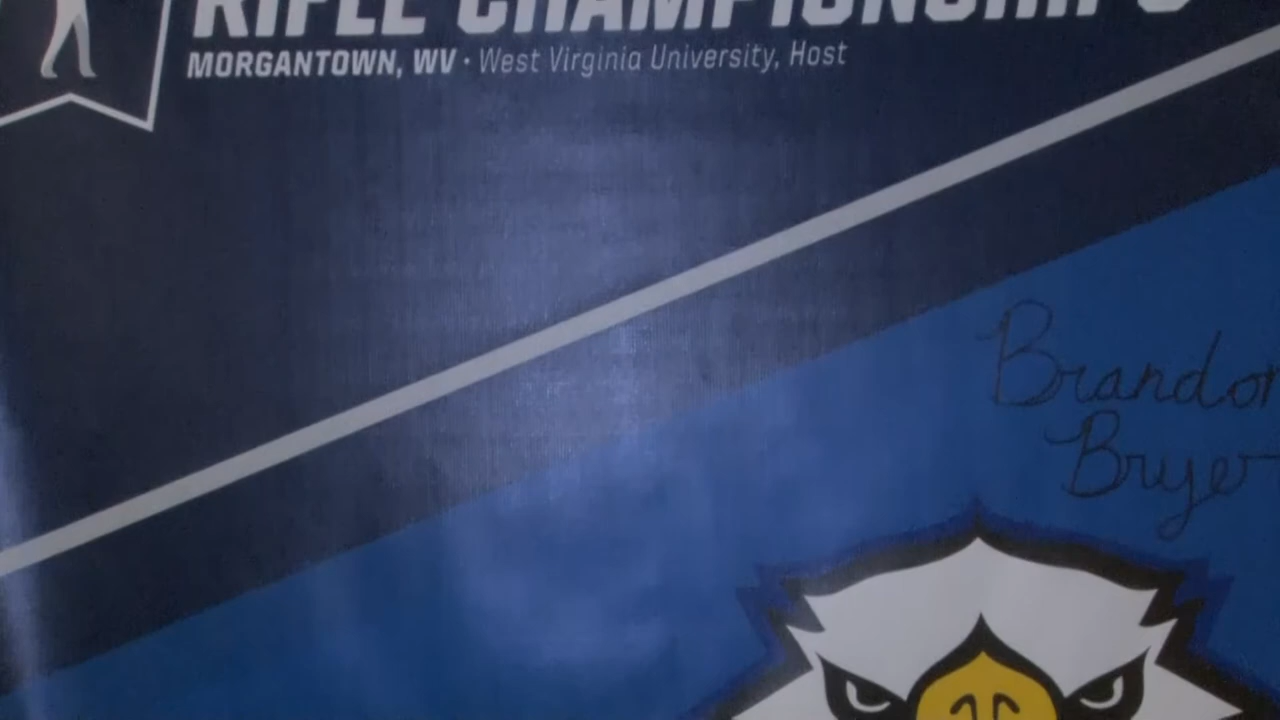 RIFLE CHAMPIONSHIPS
MORGANTOWN, WV • West Virginia University, Host
Brandon
Bryer